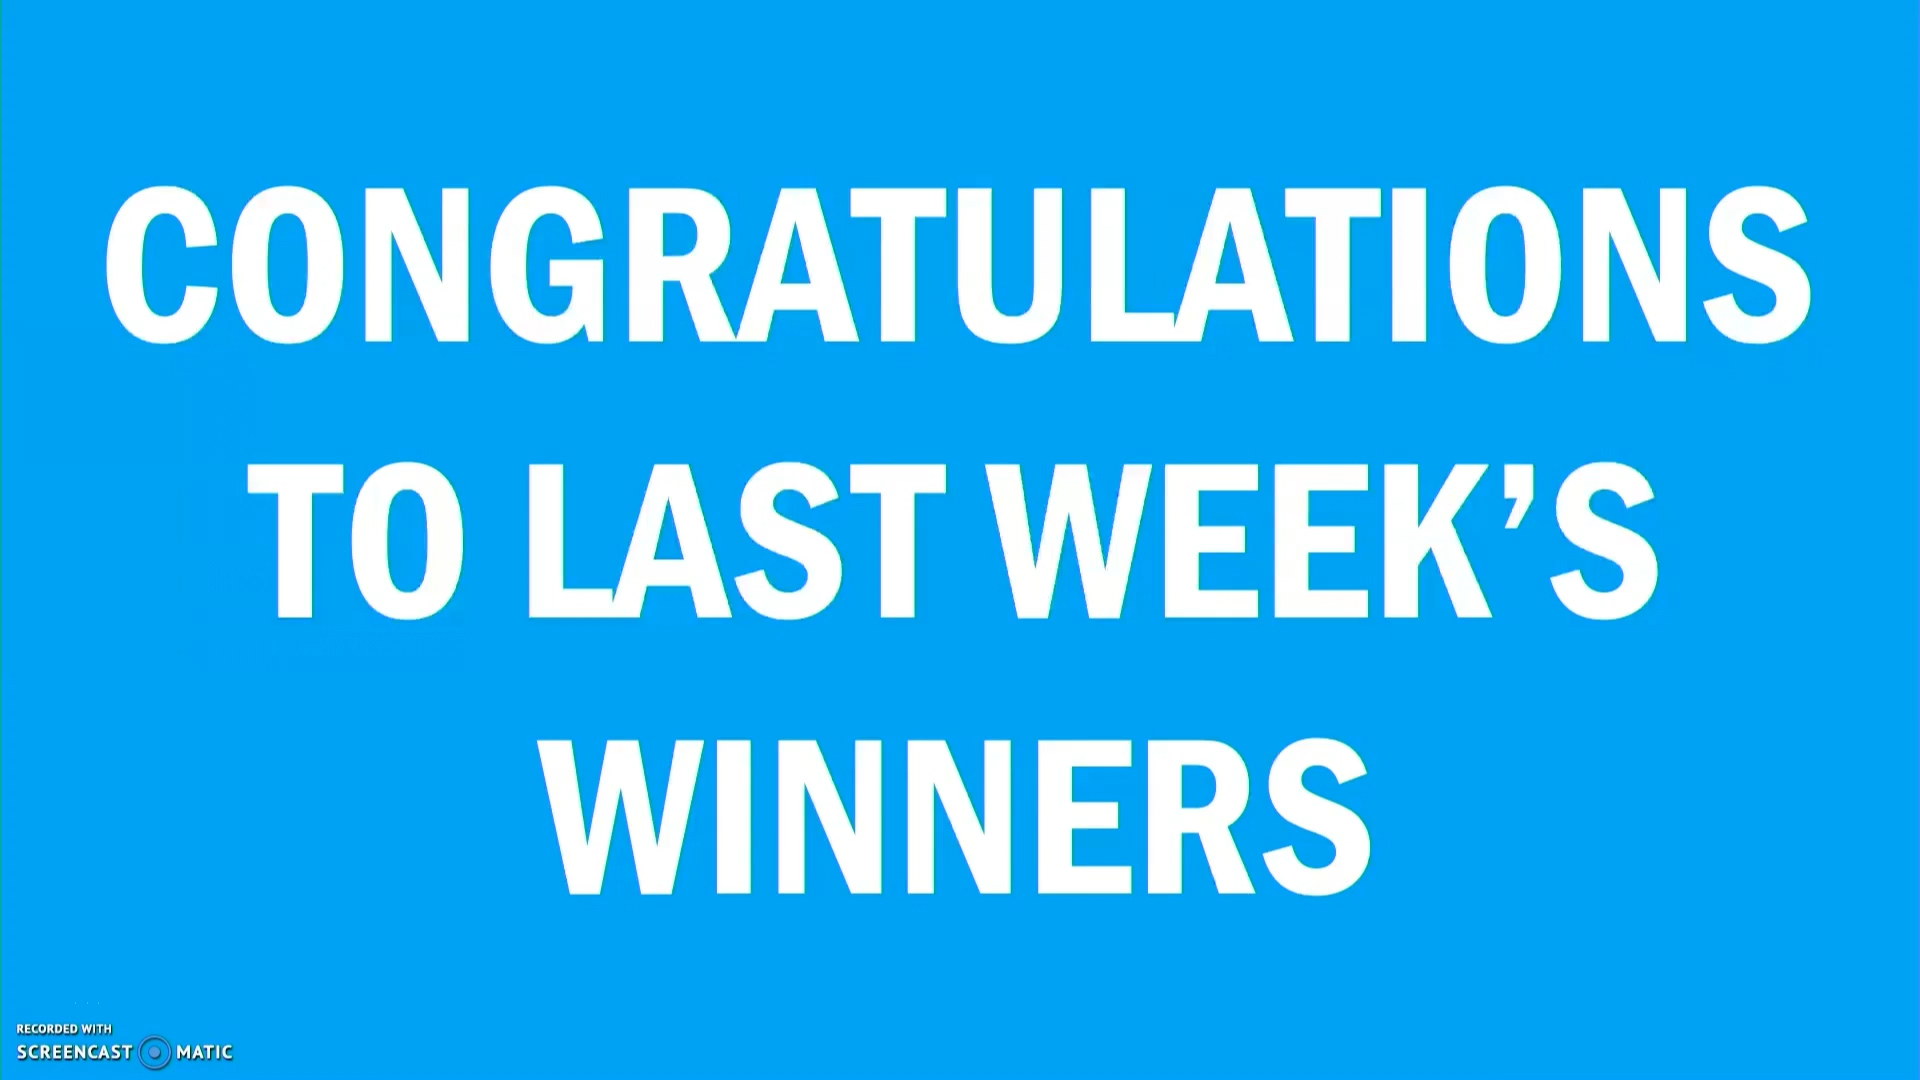 CONGRATULATIONS
TO LAST WEEK’S
WINNERS
RECORDED WITH
SCREENCAST MATIC